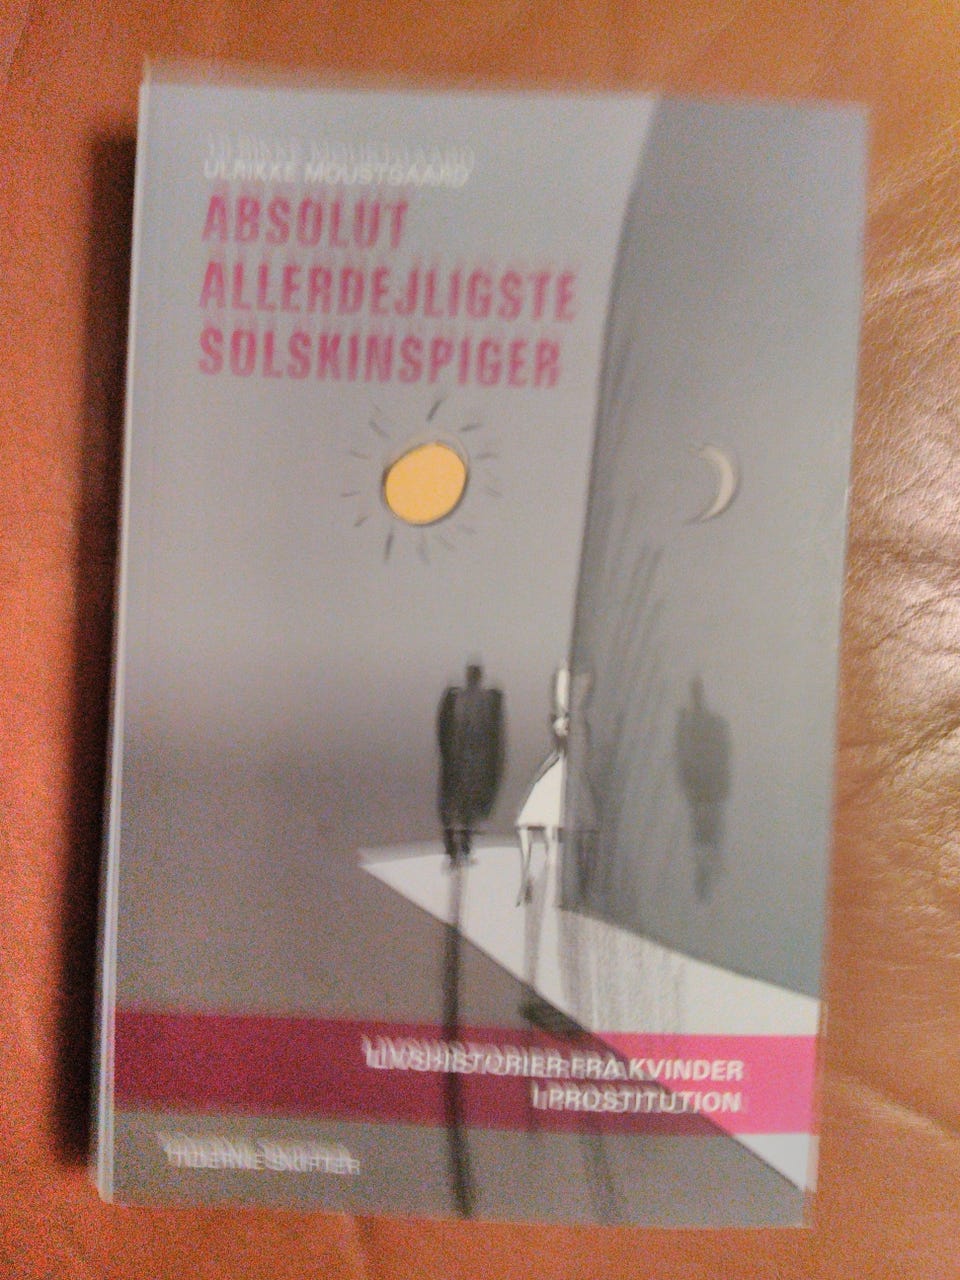 ULRIKKE MOUSTGAARD
ABSOLUT
ALLERDEJLIGSTE
SOLSKINSPIGER
LIVSHISTORIER FRA KVINDER
I PROSTITUTION
TIDERNE SKIFTER